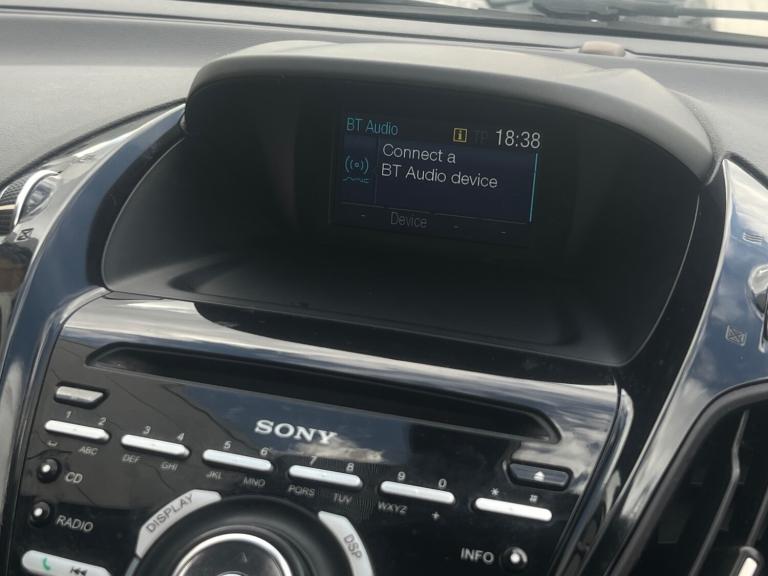 BT Audio
i TP 18:38
Connect a
BT Audio device
- Device - -
SONY
1 2 3 4 5 6 7 8 9 0 * #
ABC DEF GHI JKL MNO PQRS TUV WXYZ +
CD
DISPLAY
RADIO
DSP
INFO